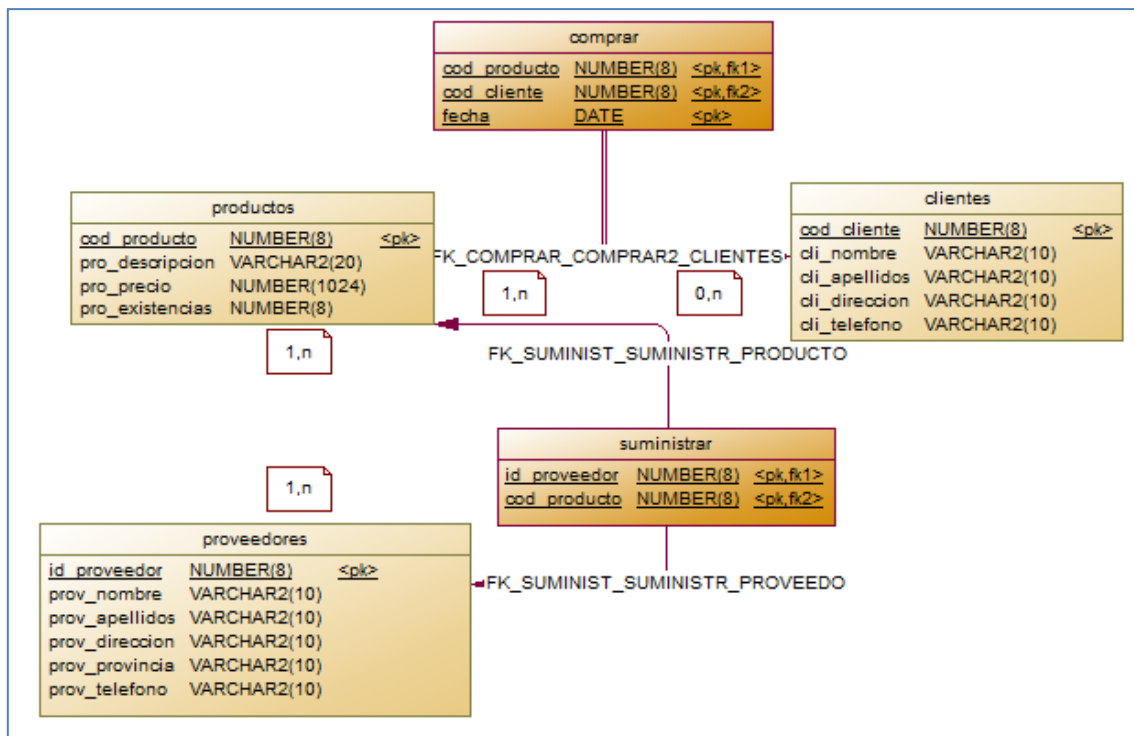 comprar
cod_producto NUMBER(8) <pk,fk1>
cod_cliente NUMBER(8) <pk,fk2>
fecha DATE <pk>
productos
cod_producto NUMBER(8) <pk>
pro_descripcion VARCHAR2(20)
pro_precio NUMBER(1024)
pro_existencias NUMBER(8)
clientes
cod_cliente NUMBER(8) <pk>
cli_nombre VARCHAR2(10)
cli_apellidos VARCHAR2(10)
cli_direccion VARCHAR2(10)
cli_telefono VARCHAR2(10)
FK_COMPRAR_COMPRAR2_CLIENTES
1,n
0,n
1,n
FK_SUMINIST_SUMINISTR_PRODUCTO
suministrar
id_proveedor NUMBER(8) <pk,fk1>
cod_producto NUMBER(8) <pk,fk2>
1,n
proveedores
id_proveedor NUMBER(8) <pk>
prov_nombre VARCHAR2(10)
prov_apellidos VARCHAR2(10)
prov_direccion VARCHAR2(10)
prov_provincia VARCHAR2(10)
prov_telefono VARCHAR2(10)
FK_SUMINIST_SUMINISTR_PROVEEDO